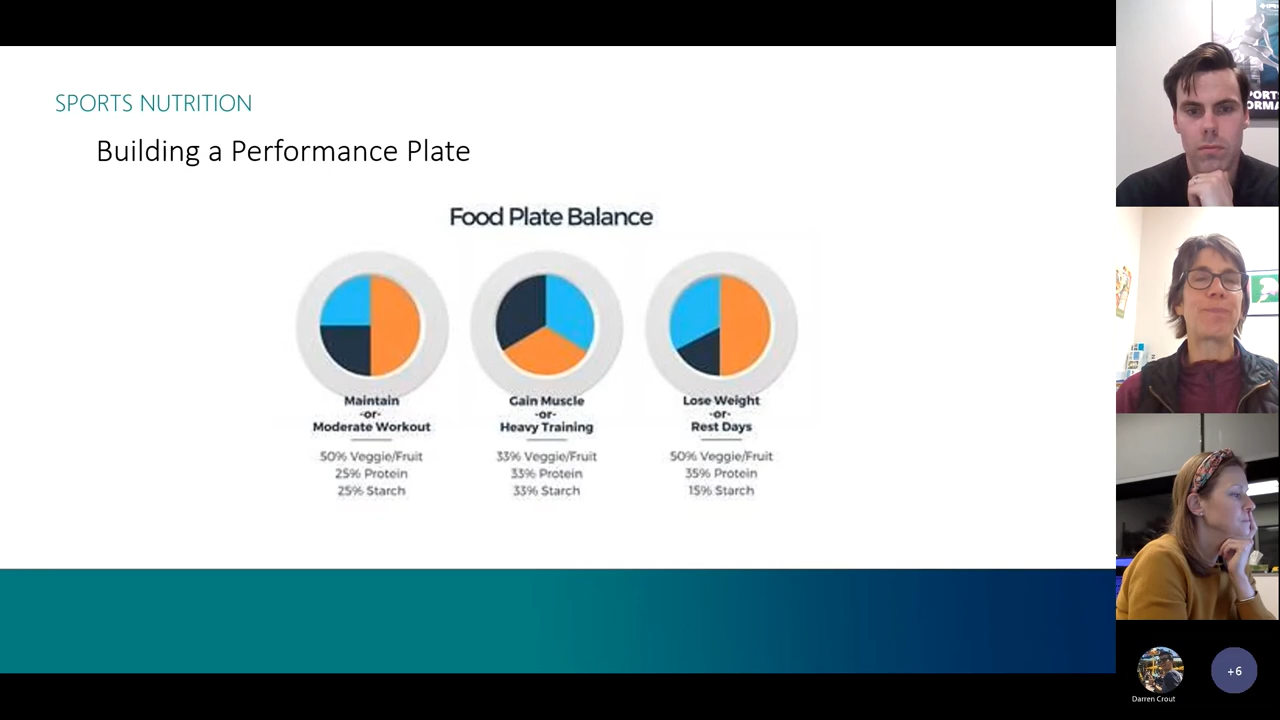 SPORTS NUTRITION
Building a Performance Plate
Food Plate Balance
Maintain
-or-
Moderate Workout
50% Veggie/Fruit
25% Protein
25% Starch
Gain Muscle
-or-
Heavy Training
33% Veggie/Fruit
33% Protein
33% Starch
Lose Weight
-or-
Rest Days
50% Veggie/Fruit
35% Protein
15% Starch
Darren Crout
+6